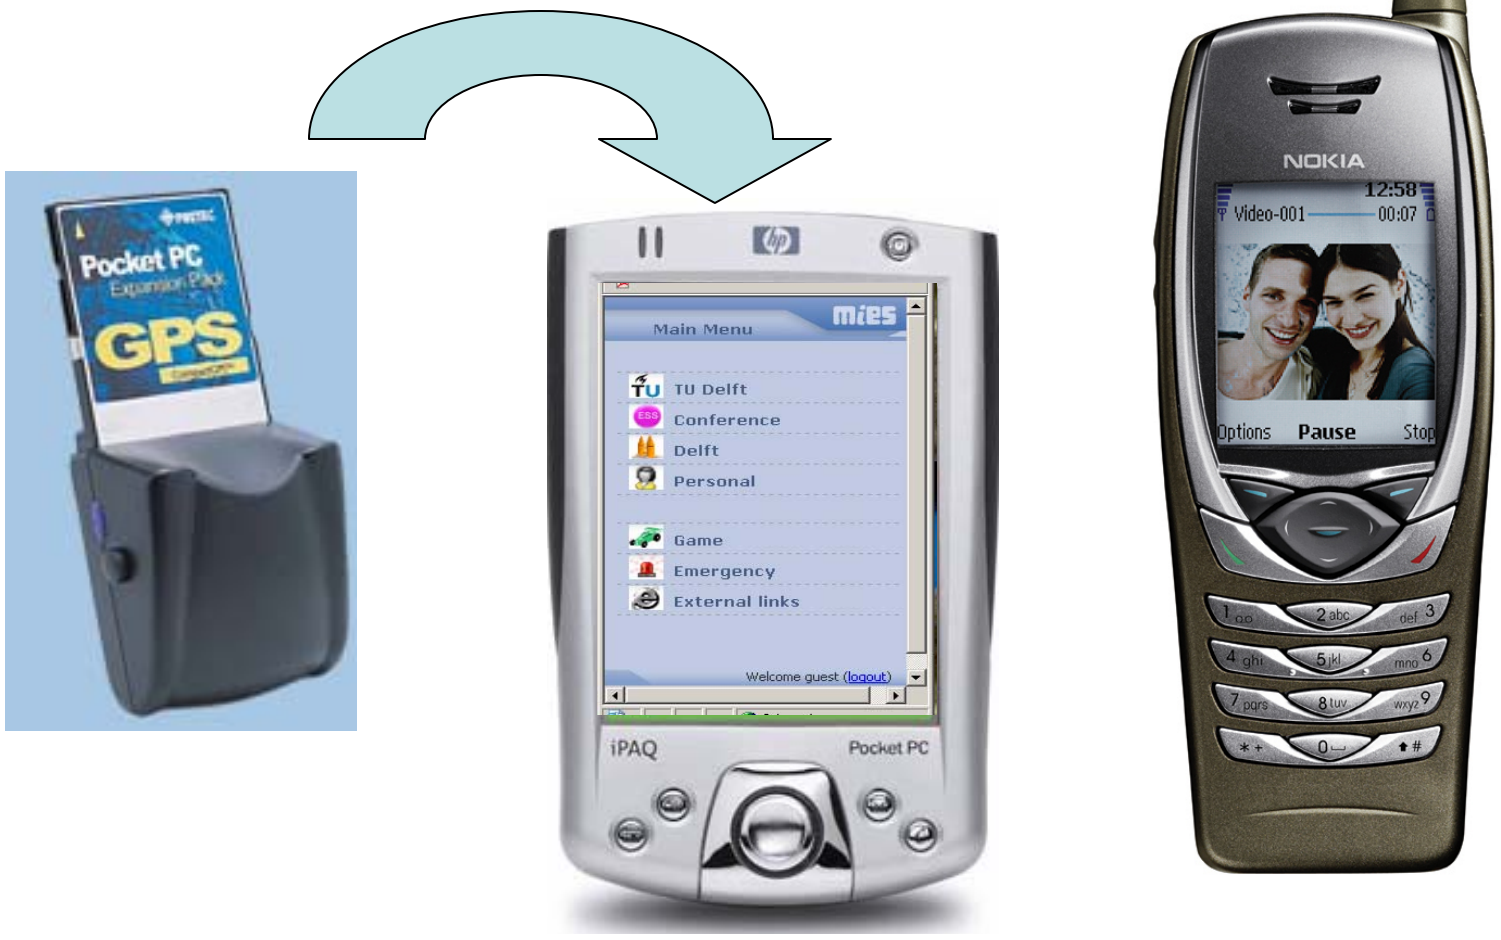 PRETEC
Pocket PC
Expansion Pack
GPS
CompactGPS
hp
mies
Main Menu
TU
TU Delft
ESS
Conference
Delft
Personal
Game
Emergency
External links
Welcome guest (logout)
iPAQ
Pocket PC
NOKIA
12:58
Video-001
00:07
Options
Pause
Stop
1
2 abc
def 3
4 ghi
5 jkl
mno 6
7 pqrs
8 tuv
wxyz 9
* +
0
#